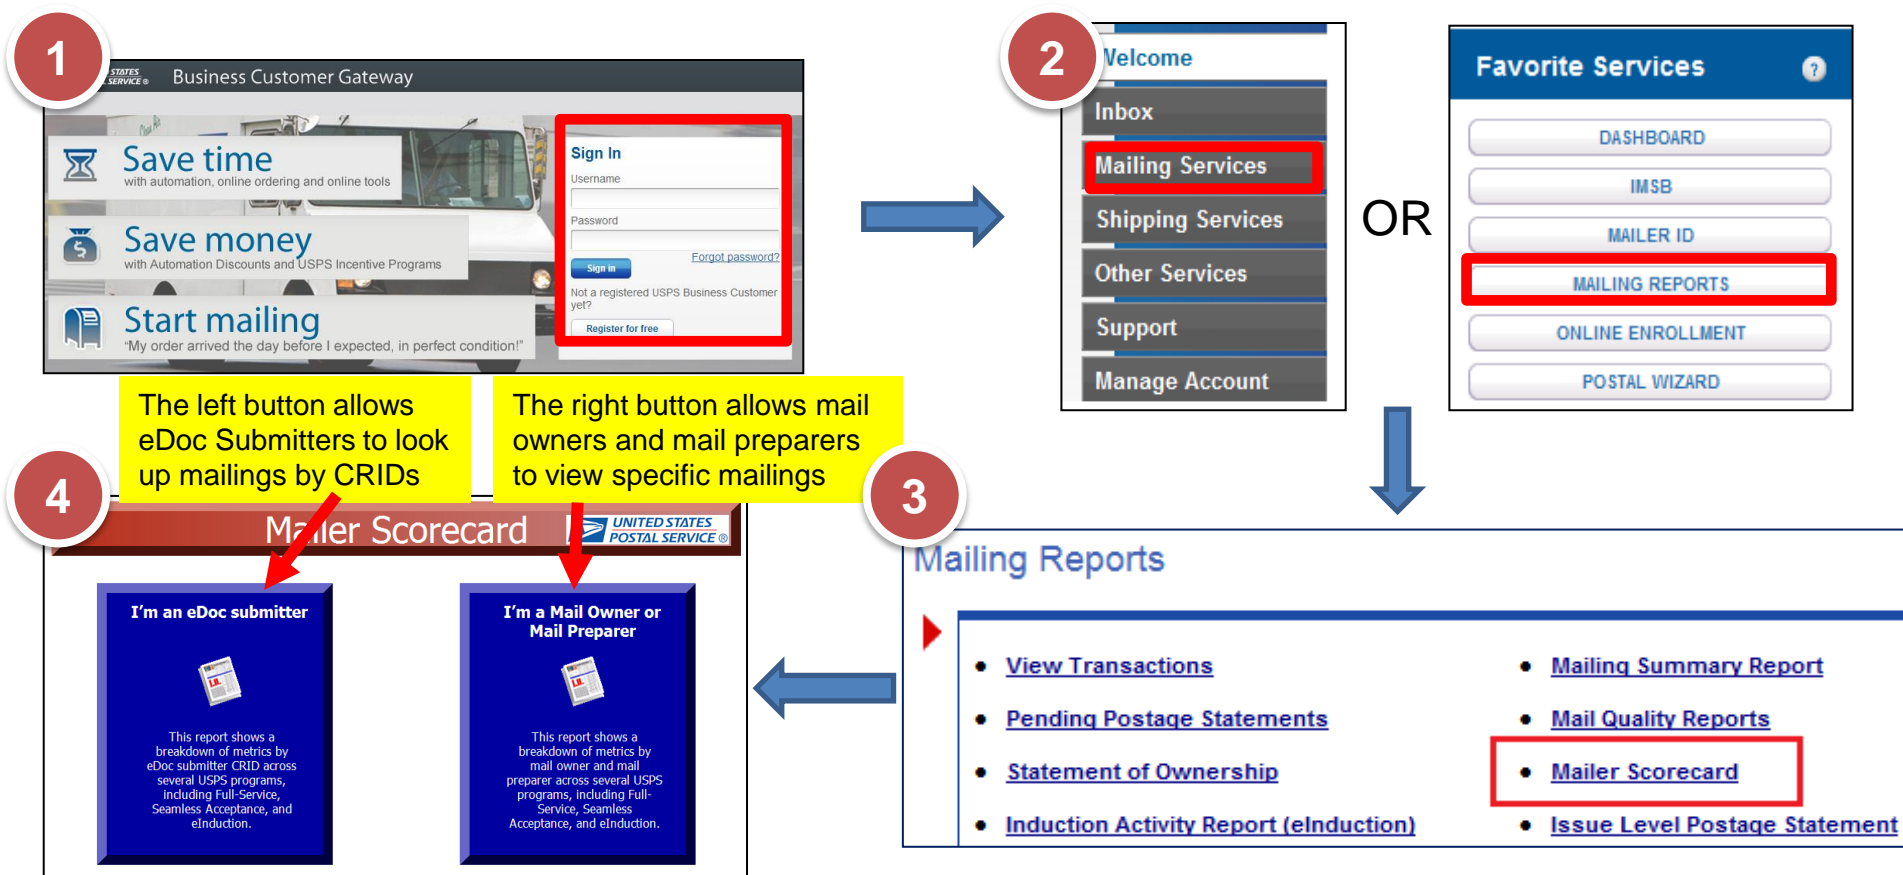 1
STATES
SERVICE ®
Business Customer Gateway
Save time
with automation, online ordering and online tools
Save money
with Automation Discounts and USPS Incentive Programs
Start mailing
“My order arrived the day before I expected, in perfect condition!”
Sign In
Username
Password
Forgot password?
Sign in
Not a registered USPS Business Customer
yet?
Register for free
2
Welcome
Inbox
Mailing Services
Shipping Services
Other Services
Support
Manage Account
OR
Favorite Services
?
DASHBOARD
IMSB
MAILER ID
MAILING REPORTS
ONLINE ENROLLMENT
POSTAL WIZARD
3
Mailing Reports
View Transactions
Pending Postage Statements
Statement of Ownership
Induction Activity Report (eInduction)
Mailing Summary Report
Mail Quality Reports
Mailer Scorecard
Issue Level Postage Statement
The left button allows
eDoc Submitters to look
up mailings by CRIDs
The right button allows mail
owners and mail preparers
to view specific mailings
4
Mailer Scorecard
UNITED STATES
POSTAL SERVICE ®
I’m an eDoc submitter
This report shows a
breakdown of metrics by
eDoc submitter CRID across
several USPS programs,
including Full-Service,
Seamless Acceptance, and
eInduction.
I’m a Mail Owner or
Mail Preparer
This report shows a
breakdown of metrics by
mail owner and mail
preparer across several USPS
programs, including Full-
Service, Seamless
Acceptance, and eInduction.